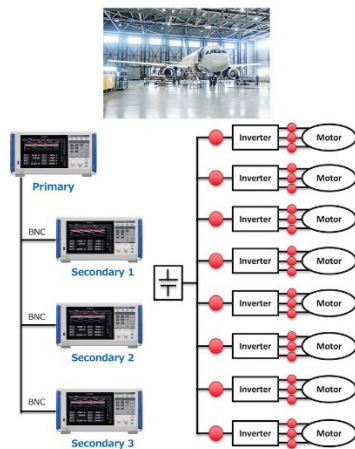 Primary
BNC
Secondary 1
BNC
Secondary 2
BNC
Secondary 3
Inverter
Motor
Inverter
Motor
Inverter
Motor
Inverter
Motor
Inverter
Motor
Inverter
Motor
Inverter
Motor
Inverter
Motor